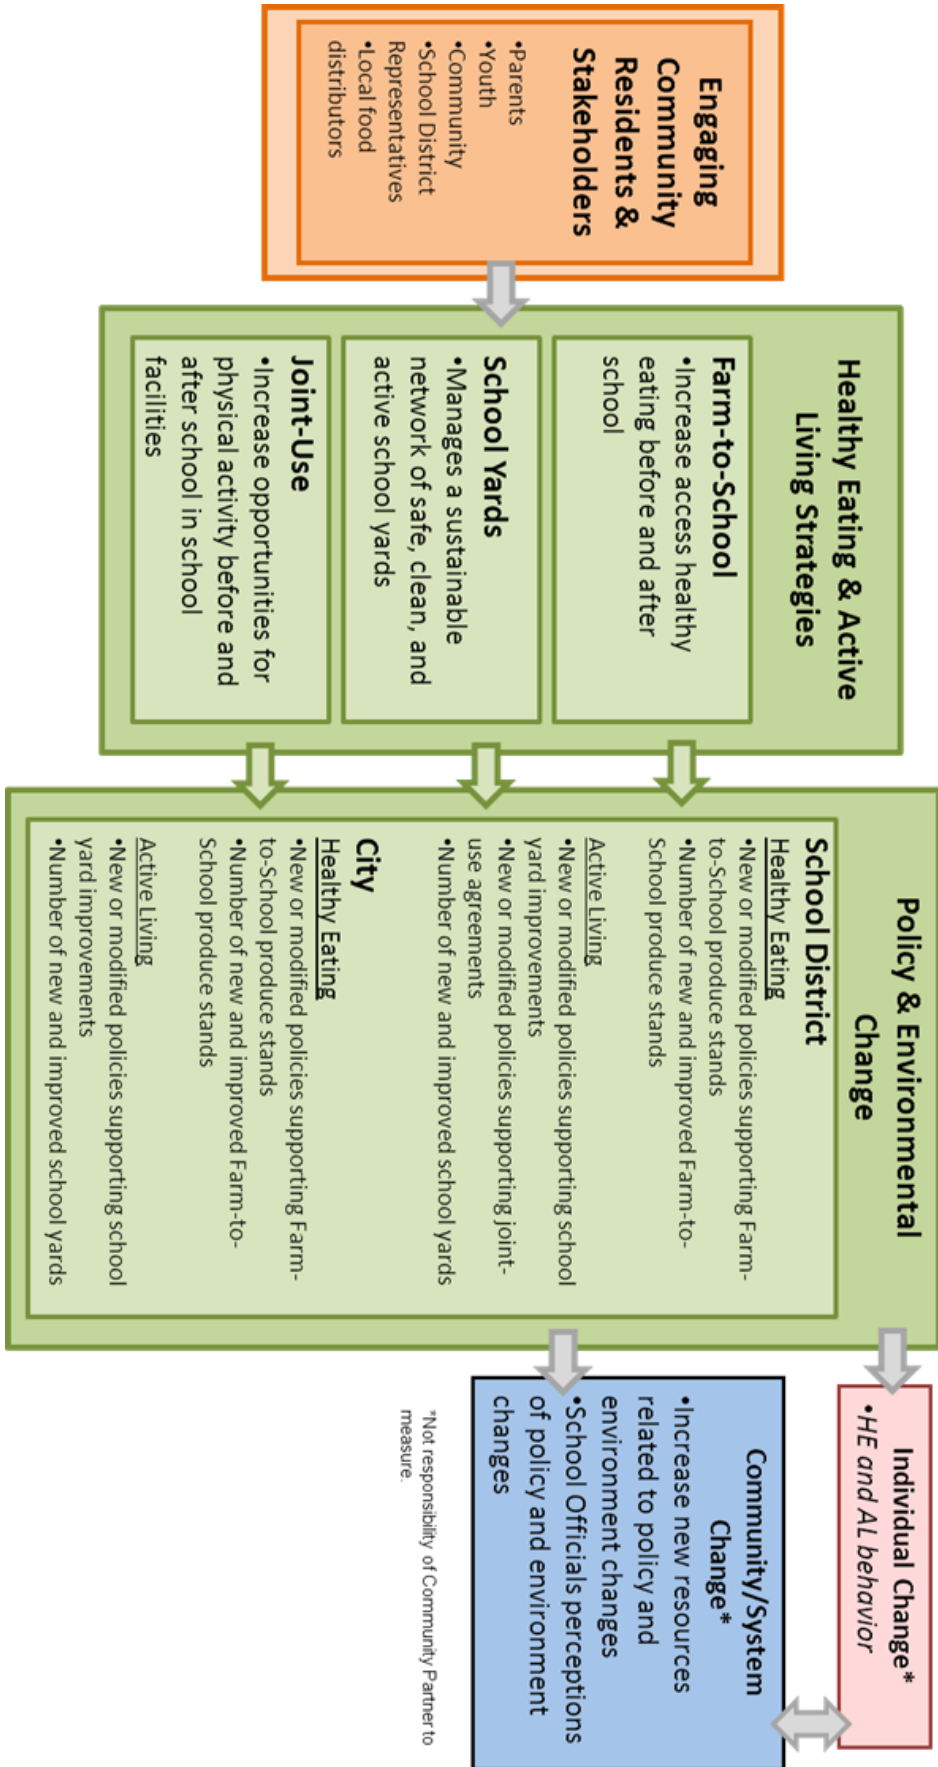 Engaging
Community
Residents &
Stakeholders
•Parents
•Youth
•Community
•School District
Representatives
•Local food
distributors
Healthy Eating & Active
Living Strategies
Farm-to-School
•Increase access healthy
eating before and after
school
School Yards
•Manages a sustainable
network of safe, clean, and
active school yards
Joint-Use
•Increase opportunities for
physical activity before and
after school in school
facilities
Policy & Environmental
Change
School District
Healthy Eating
•New or modified policies supporting Farm-
to-School produce stands
•Number of new and improved Farm-to-
School produce stands
Active Living
•New or modified policies supporting school
yard improvements
•New or modified policies supporting joint-
use agreements
•Number of new and improved school yards
City
Healthy Eating
•New or modified policies supporting Farm-
to-School produce stands
•Number of new and improved Farm-to-
School produce stands
Active Living
•New or modified policies supporting school
yard improvements
•Number of new and improved school yards
Individual Change*
•HE and AL behavior
Community/System
Change*
•Increase new resources
related to policy and
environment changes
•School Officials perceptions
of policy and environment
changes
*Not responsibility of Community Partner to
measure.